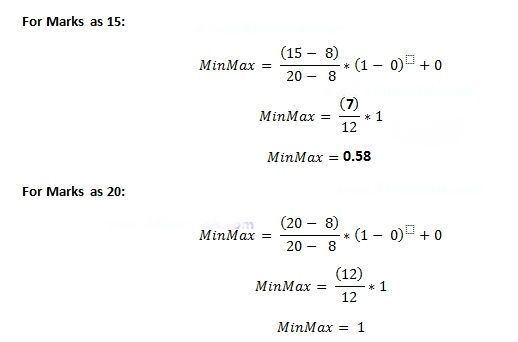 For Marks as 15:
MinMax = (15 − 8) / 20 − 8 * (1 − 0)□ + 0
MinMax = (7) / 12 * 1
MinMax = 0.58
For Marks as 20:
MinMax = (20 − 8) / 20 − 8 * (1 − 0)□ + 0
MinMax = (12) / 12 * 1
MinMax = 1